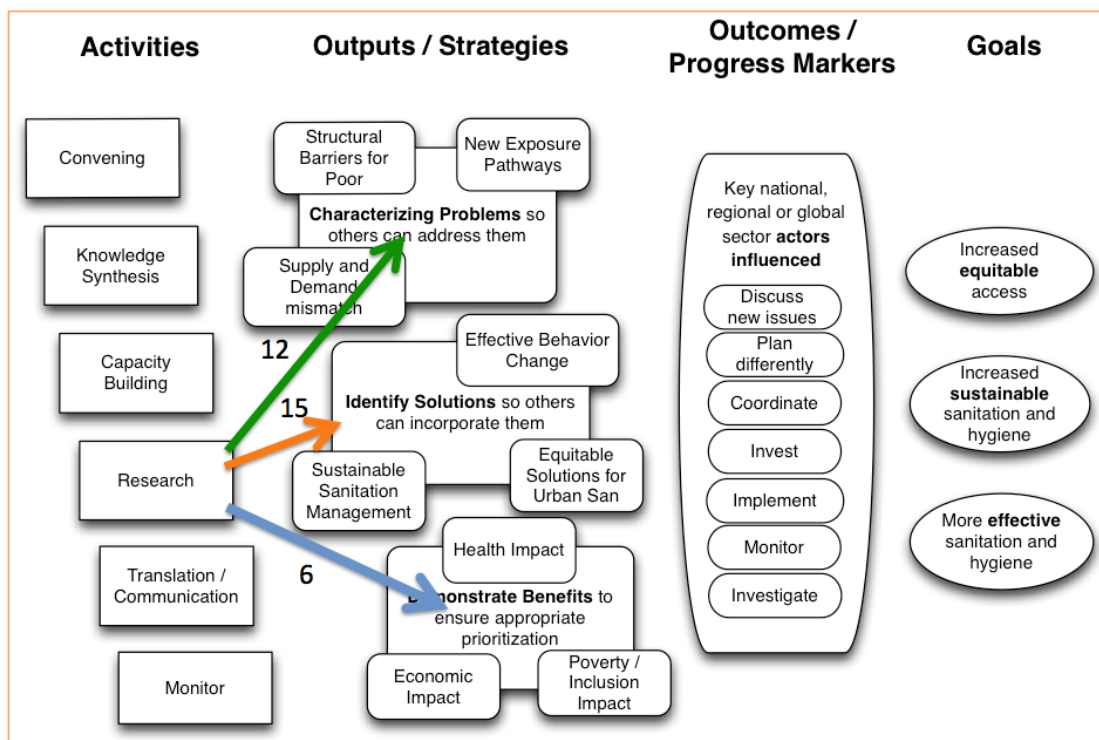 Activities
Outputs / Strategies
Outcomes /
Progress Markers
Goals
Convening
Knowledge
Synthesis
Capacity
Building
Research
Translation /
Communication
Monitor
Structural
Barriers for
Poor
New Exposure
Pathways
Characterizing Problems so
others can address them
Supply and
Demand
mismatch
12
Effective Behavior
Change
15
Identify Solutions so others
can incorporate them
Sustainable
Sanitation
Management
Equitable
Solutions for
Urban San
6
Health Impact
Demonstrate Benefits to
ensure appropriate
prioritization
Economic
Impact
Poverty /
Inclusion
Impact
Key national,
regional or global
sector actors
influenced
Discuss
new issues
Plan
differently
Coordinate
Invest
Implement
Monitor
Investigate
Increased
equitable
access
Increased
sustainable
sanitation and
hygiene
More effective
sanitation and
hygiene